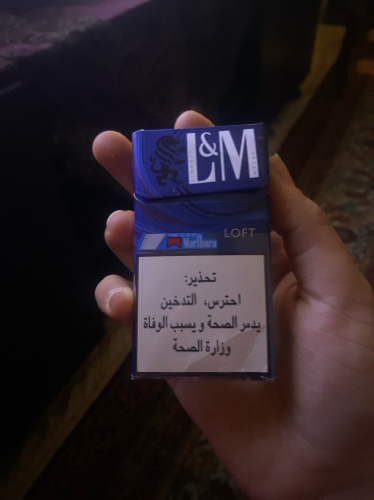 L&M
LOFT
Marlboro
تحذير:
احترس، التدخين
يدمر الصحة و يسبب الوفاة
وزارة الصحة